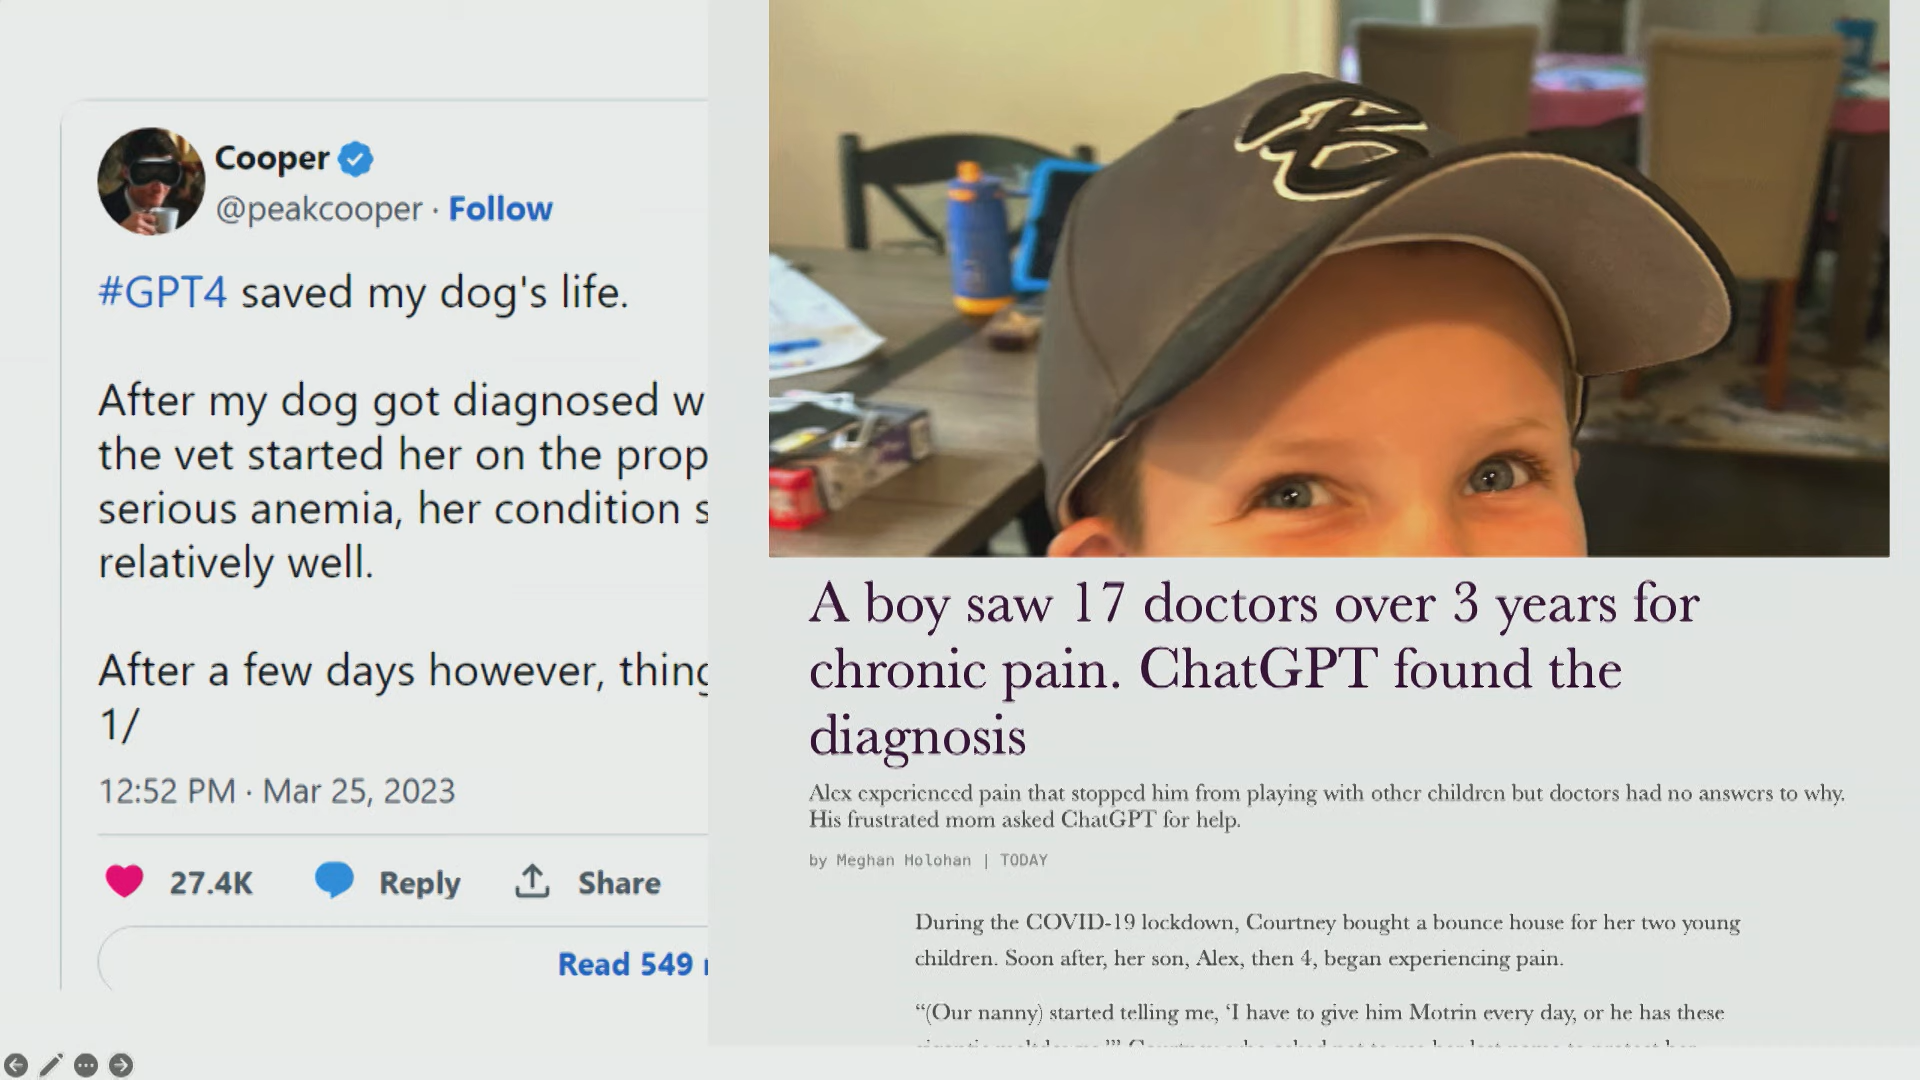 Cooper
@peakcooper · Follow
#GPT4 saved my dog's life.
After my dog got diagnosed w
the vet started her on the prop
serious anemia, her condition s
relatively well.
After a few days however, thing
1/
12:52 PM · Mar 25, 2023
27.4K Reply Share
Read 549
A boy saw 17 doctors over 3 years for
chronic pain. ChatGPT found the
diagnosis
Alex experienced pain that stopped him from playing with other children but doctors had no answers to why.
His frustrated mom asked ChatGPT for help.
by Meghan Holohan | TODAY
During the COVID-19 lockdown, Courtney bought a bounce house for her two young
children. Soon after, her son, Alex, then 4, began experiencing pain.
“(Our nanny) started telling me, ‘I have to give him Motrin every day, or he has these